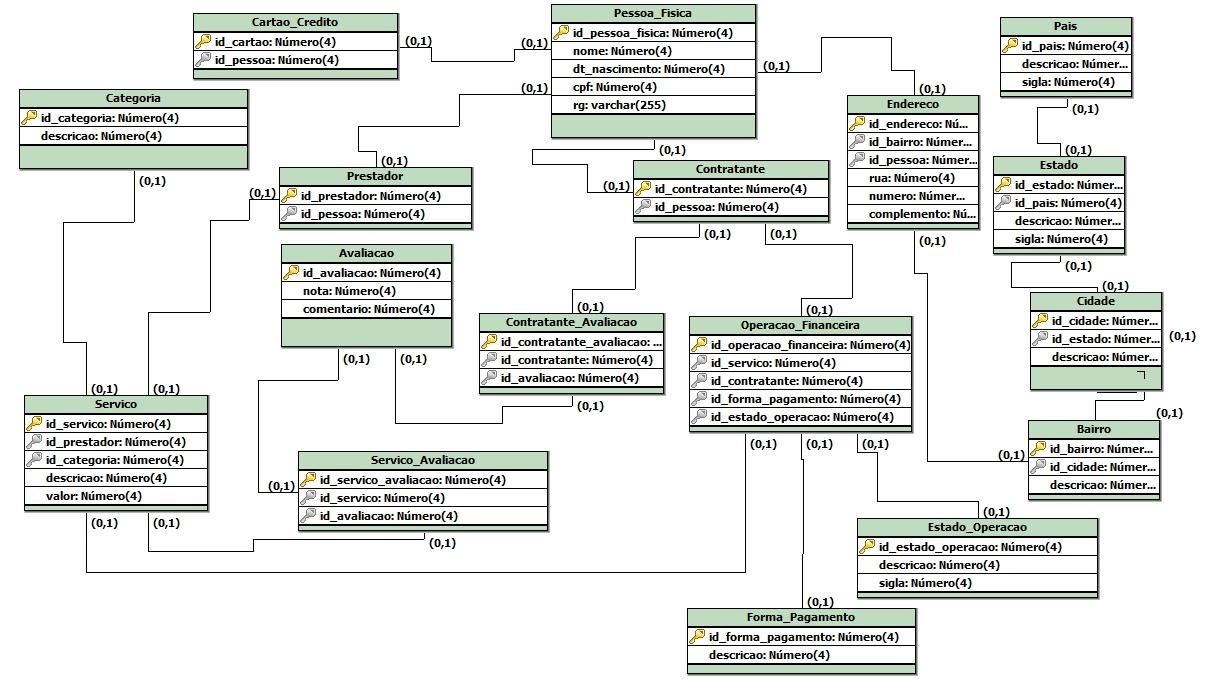 Cartao_Credito
id_cartao: Número(4)
id_pessoa: Número(4)
(0,1)
(0,1)
Pessoa_Fisica
id_pessoa_fisica: Número(4)
nome: Número(4)
dt_nascimento: Número(4)
cpf: Número(4)
rg: varchar(255)
(0,1)
(0,1)
(0,1)
Pais
id_pais: Número(4)
descricao: Númer...
sigla: Número(4)
(0,1)
(0,1)
Categoria
id_categoria: Número(4)
descricao: Número(4)
(0,1)
(0,1)
Prestador
id_prestador: Número(4)
id_pessoa: Número(4)
(0,1)
(0,1)
Contratante
id_contratante: Número(4)
id_pessoa: Número(4)
(0,1)
(0,1)
(0,1)
Endereco
id_endereco: Nú...
id_bairro: Númer...
id_pessoa: Númer...
rua: Número(4)
numero: Númer...
complemento: Nú...
(0,1)
(0,1)
Estado
id_estado: Númer...
id_pais: Número(4)
descricao: Númer...
sigla: Número(4)
(0,1)
(0,1)
Avaliacao
id_avaliacao: Número(4)
nota: Número(4)
comentario: Número(4)
(0,1)
(0,1)
(0,1)
Contratante_Avaliacao
id_contratante_avaliacao: ...
id_contratante: Número(4)
id_avaliacao: Número(4)
(0,1)
(0,1)
Operacao_Financeira
id_operacao_financeira: Número(4)
id_servico: Número(4)
id_contratante: Número(4)
id_forma_pagamento: Número(4)
id_estado_operacao: Número(4)
(0,1)
(0,1)
(0,1)
Cidade
id_cidade: Númer...
id_estado: Númer...
descricao: Númer...
(0,1)
(0,1)
(0,1)
(0,1)
Servico
id_servico: Número(4)
id_prestador: Número(4)
id_categoria: Número(4)
descricao: Número(4)
valor: Número(4)
(0,1)
(0,1)
Servico_Avaliacao
id_servico_avaliacao: Número(4)
id_servico: Número(4)
id_avaliacao: Número(4)
(0,1)
(0,1)
Bairro
id_bairro: Númer...
id_cidade: Númer...
descricao: Númer...
(0,1)
(0,1)
Estado_Operacao
id_estado_operacao: Número(4)
descricao: Número(4)
sigla: Número(4)
(0,1)
Forma_Pagamento
id_forma_pagamento: Número(4)
descricao: Número(4)